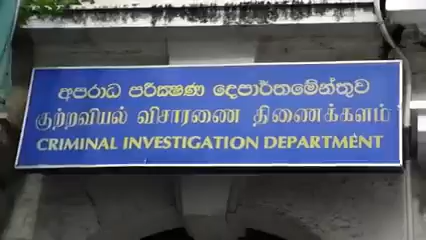 අපරාධ පරීක්ෂණ දෙපාර්තමේන්තුව
குற்றவியல் விசாரணை திணைக்களம்
CRIMINAL INVESTIGATION DEPARTMENT